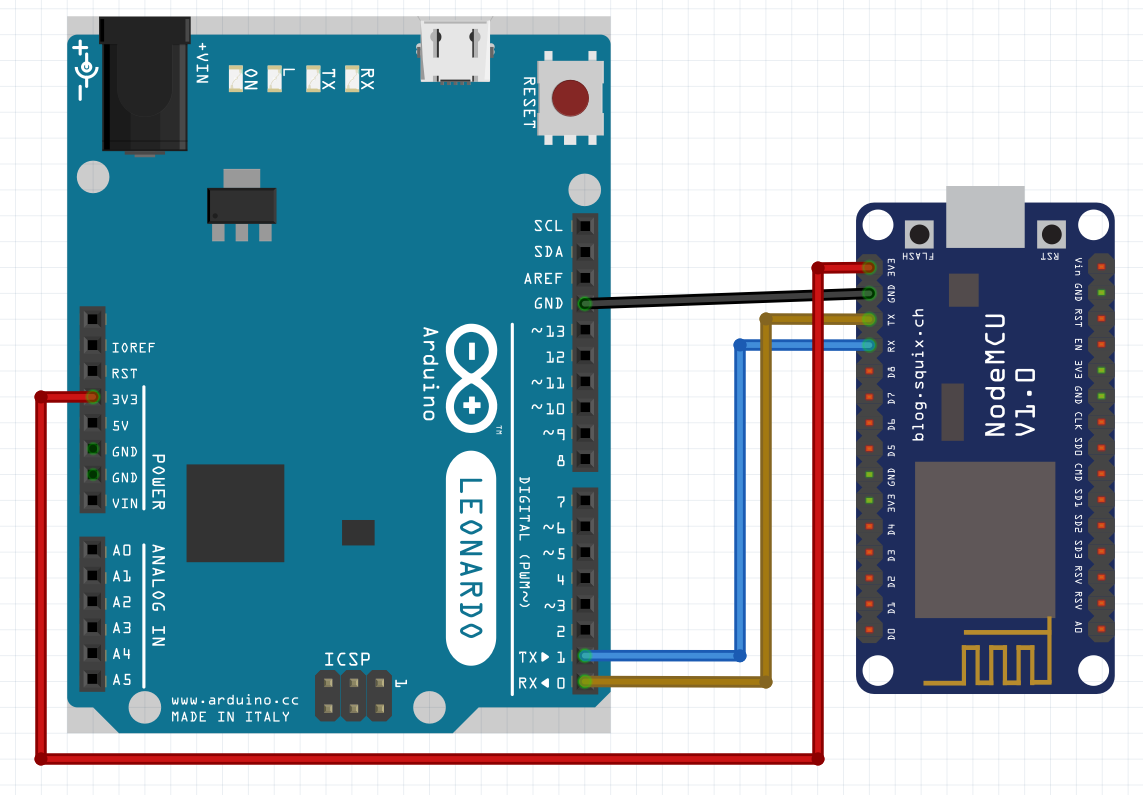 +VIN
ON
L
TX
RX
RESET
SCL
SDA
AREF
GND
~13
12
~11
~10
~9
8
Arduino
TM
IOREF
RST
3V3
5V
GND
GND
VIN
POWER
LEONARDO
DIGITAL (PWM~)
7
~6
~5
4
~3
2
TX▶ 1
RX◀ 0
A0
A1
A2
A3
A4
A5
ANALOG IN
ICSP
1
www.arduino.cc
MADE IN ITALY
FLASH
RST
3V3
GND
TX
RX
D8
D7
D6
D5
GND
3V3
D4
D3
D2
D1
D0
blog.squix.ch
NodeMCU
V1.0
Vin
GND
RST
EN
3V3
GND
CLK
SD0
CMD
SD1
SD2
SD3
RSV
RSV
A0